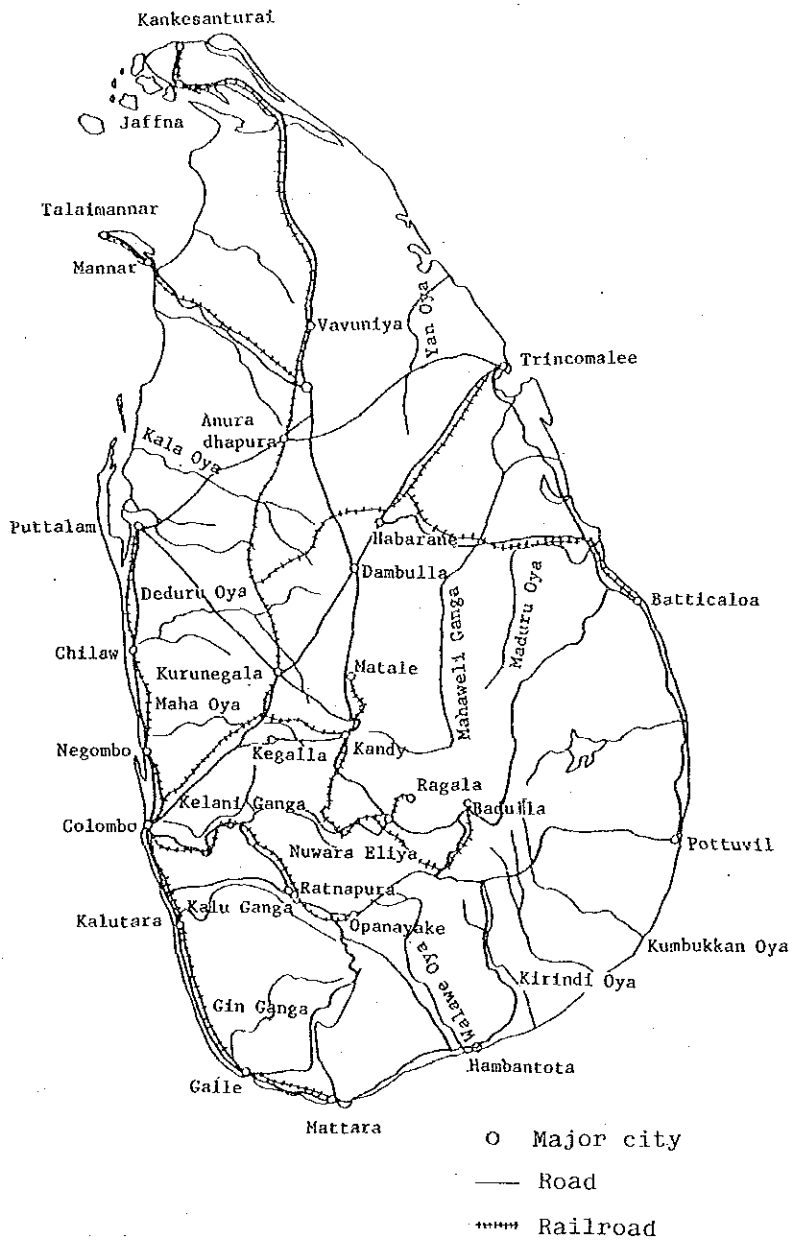 Kankesanturai
Jaffna
Talaimannar
Mannar
Vavuniya
Yan Oya
Trincomalee
Anura
dhapura
Kala Oya
Puttalam
Habarane
Dambulla
Deduru Oya
Maduru Oya
Batticaloa
Mahaweli Ganga
Chilaw
Kurunegala
Matale
Maha Oya
Negombo
Kegalla
Kandy
Ragala
Kelani Ganga
Badulla
Colombo
Nuwara Eliya
Pottuvil
Ratnapura
Kalu Ganga
Kalutara
Opanayake
Kumbukkan Oya
Walawe Oya
Kirindi Oya
Gin Ganga
Hambantota
Galle
Mattara
Major city
Road
Railroad